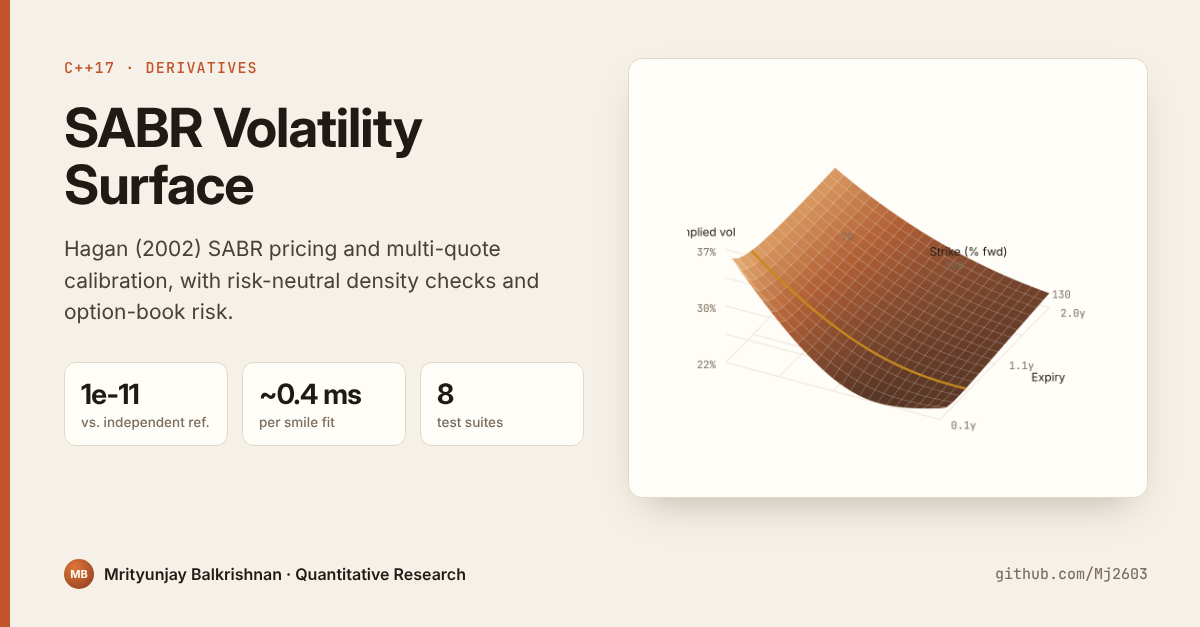 C++17 · DERIVATIVES
SABR Volatility
Surface
Hagan (2002) SABR pricing and multi-quote
calibration, with risk-neutral density checks and
option-book risk.
1e-11
vs. independent ref.
~0.4 ms
per smile fit
8
test suites
nplied vol
37%
30%
22%
Strike (% fwd)
130
2.0y
1.1y
Expiry
0.1y
MB
Mrityunjay Balkrishnan · Quantitative Research
github.com/Mj2603